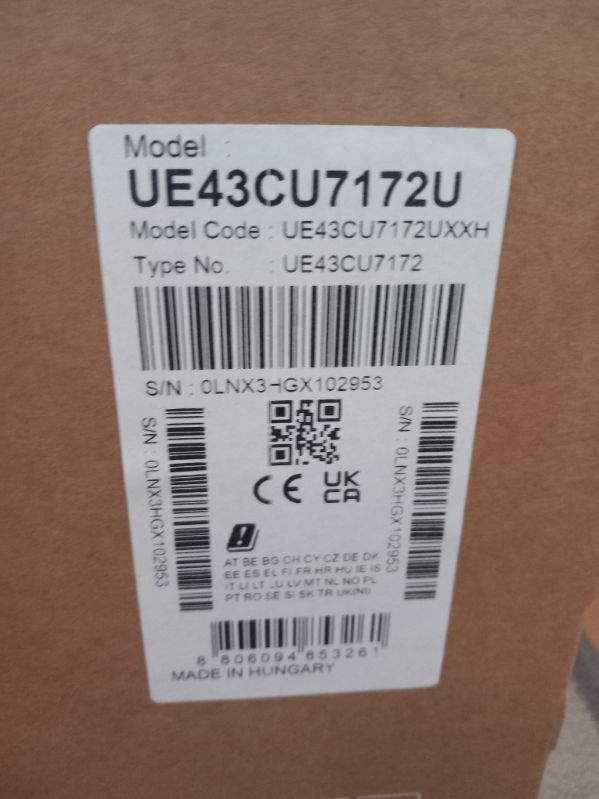 Model :
UE43CU7172U
Model Code : UE43CU7172UXXH
Type No. : UE43CU7172
S/N : 0LNX3HGX102953
S/N : 0LNX3HGX102953
S/N : 0LNX3HGX102953
CE UK
CA
AT BE BG CH CY CZ DE DK
EE ES EL FI FR HR HU IE IS
IT LI LT LU LV MT NL NO PL
PT RO SE SI SK TR UK(NI)
8 806094 853261
MADE IN HUNGARY